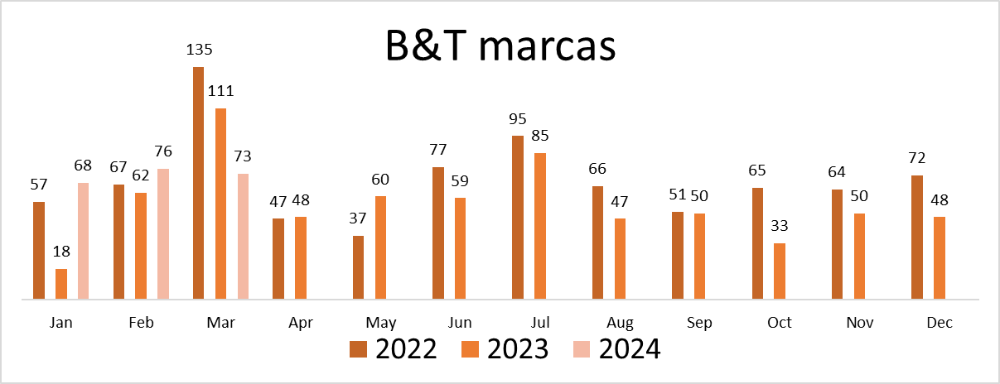 B&T marcas
57 18 68 67 62 76 135 111 73 47 48 37 60 77 59 95 85 66 47 51 50 65 33 64 50 72 48
Jan Feb Mar Apr May Jun Jul Aug Sep Oct Nov Dec
2022 2023 2024